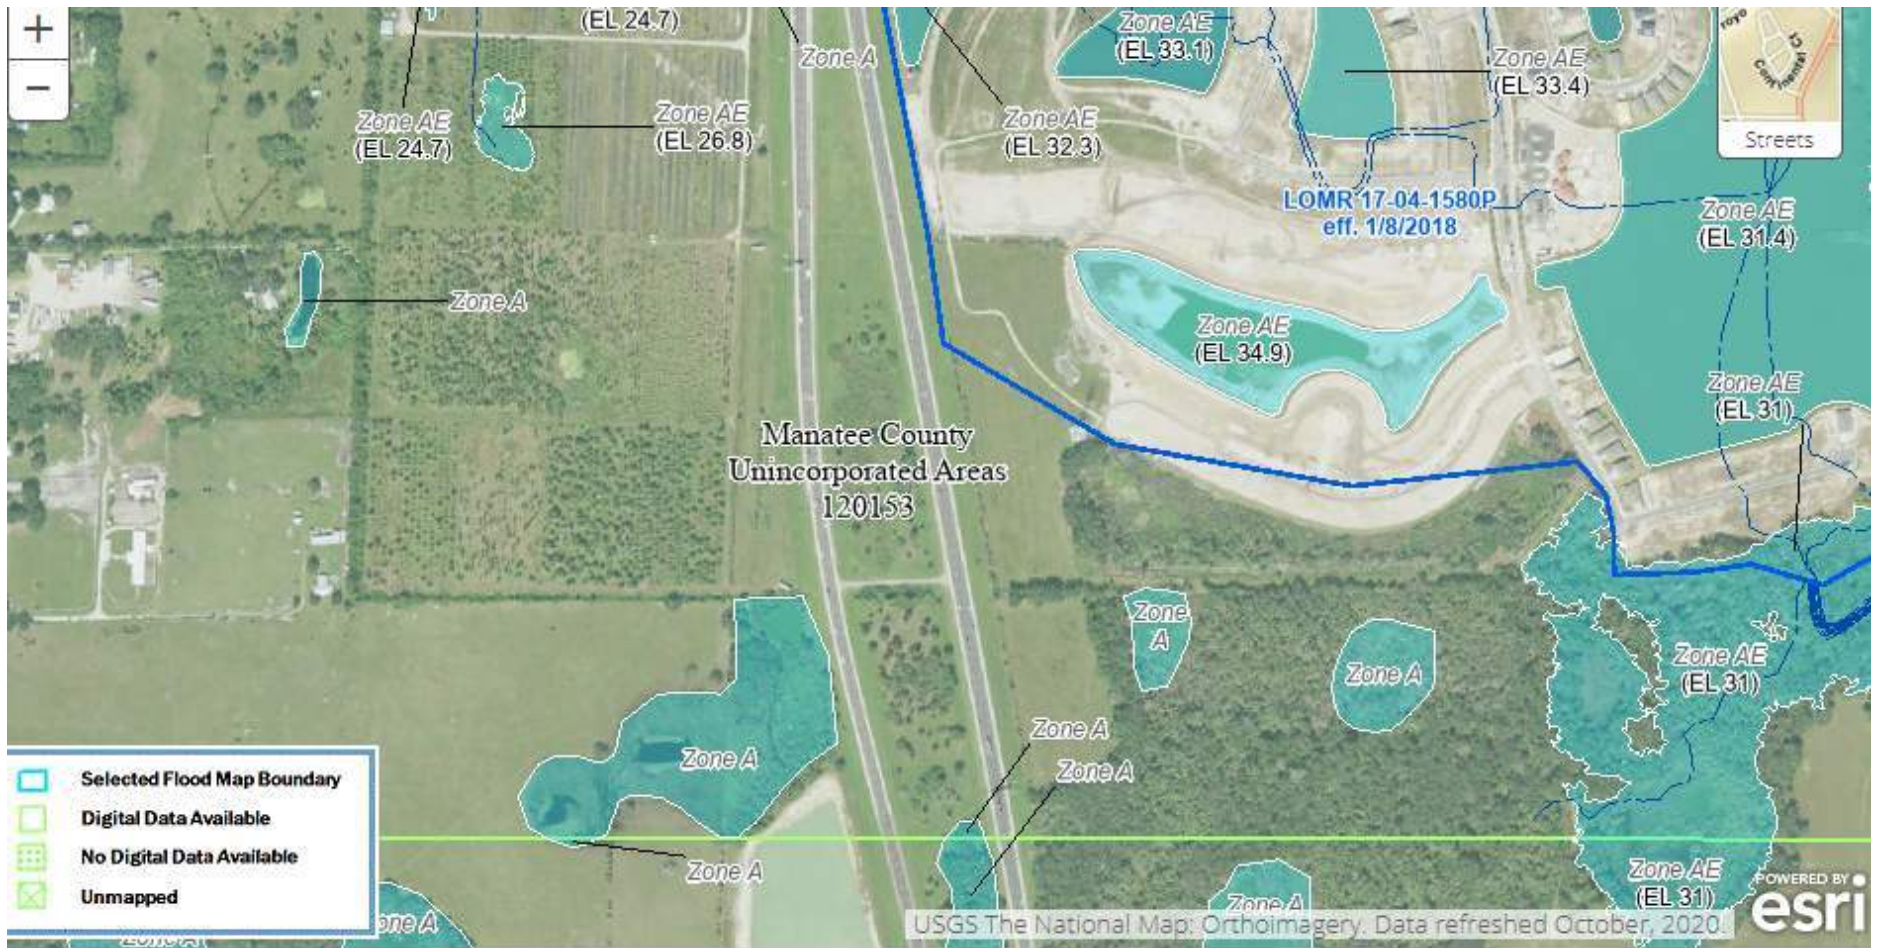 +
−
(EL 24.7)
Zone A
Zone AE
(EL 33.1)
Zone AE
(EL 33.4)
Continental Ct
Streets
Zone AE
(EL 24.7)
Zone AE
(EL 26.8)
Zone AE
(EL 32.3)
LOMR 17-04-1580P
eff. 1/8/2018
Zone AE
(EL 31.4)
Zone A
Zone AE
(EL 34.9)
Zone AE
(EL 31)
Manatee County
Unincorporated Areas
120153
Zone
A
Zone A
Zone AE
(EL 31)
Zone A
Zone A
Zone A
Zone A
Zone AE
(EL 31)
Zone A
Zone A
one A
Selected Flood Map Boundary
Digital Data Available
No Digital Data Available
Unmapped
USGS The National Map: Orthoimagery. Data refreshed October, 2020.
POWERED BY
esri